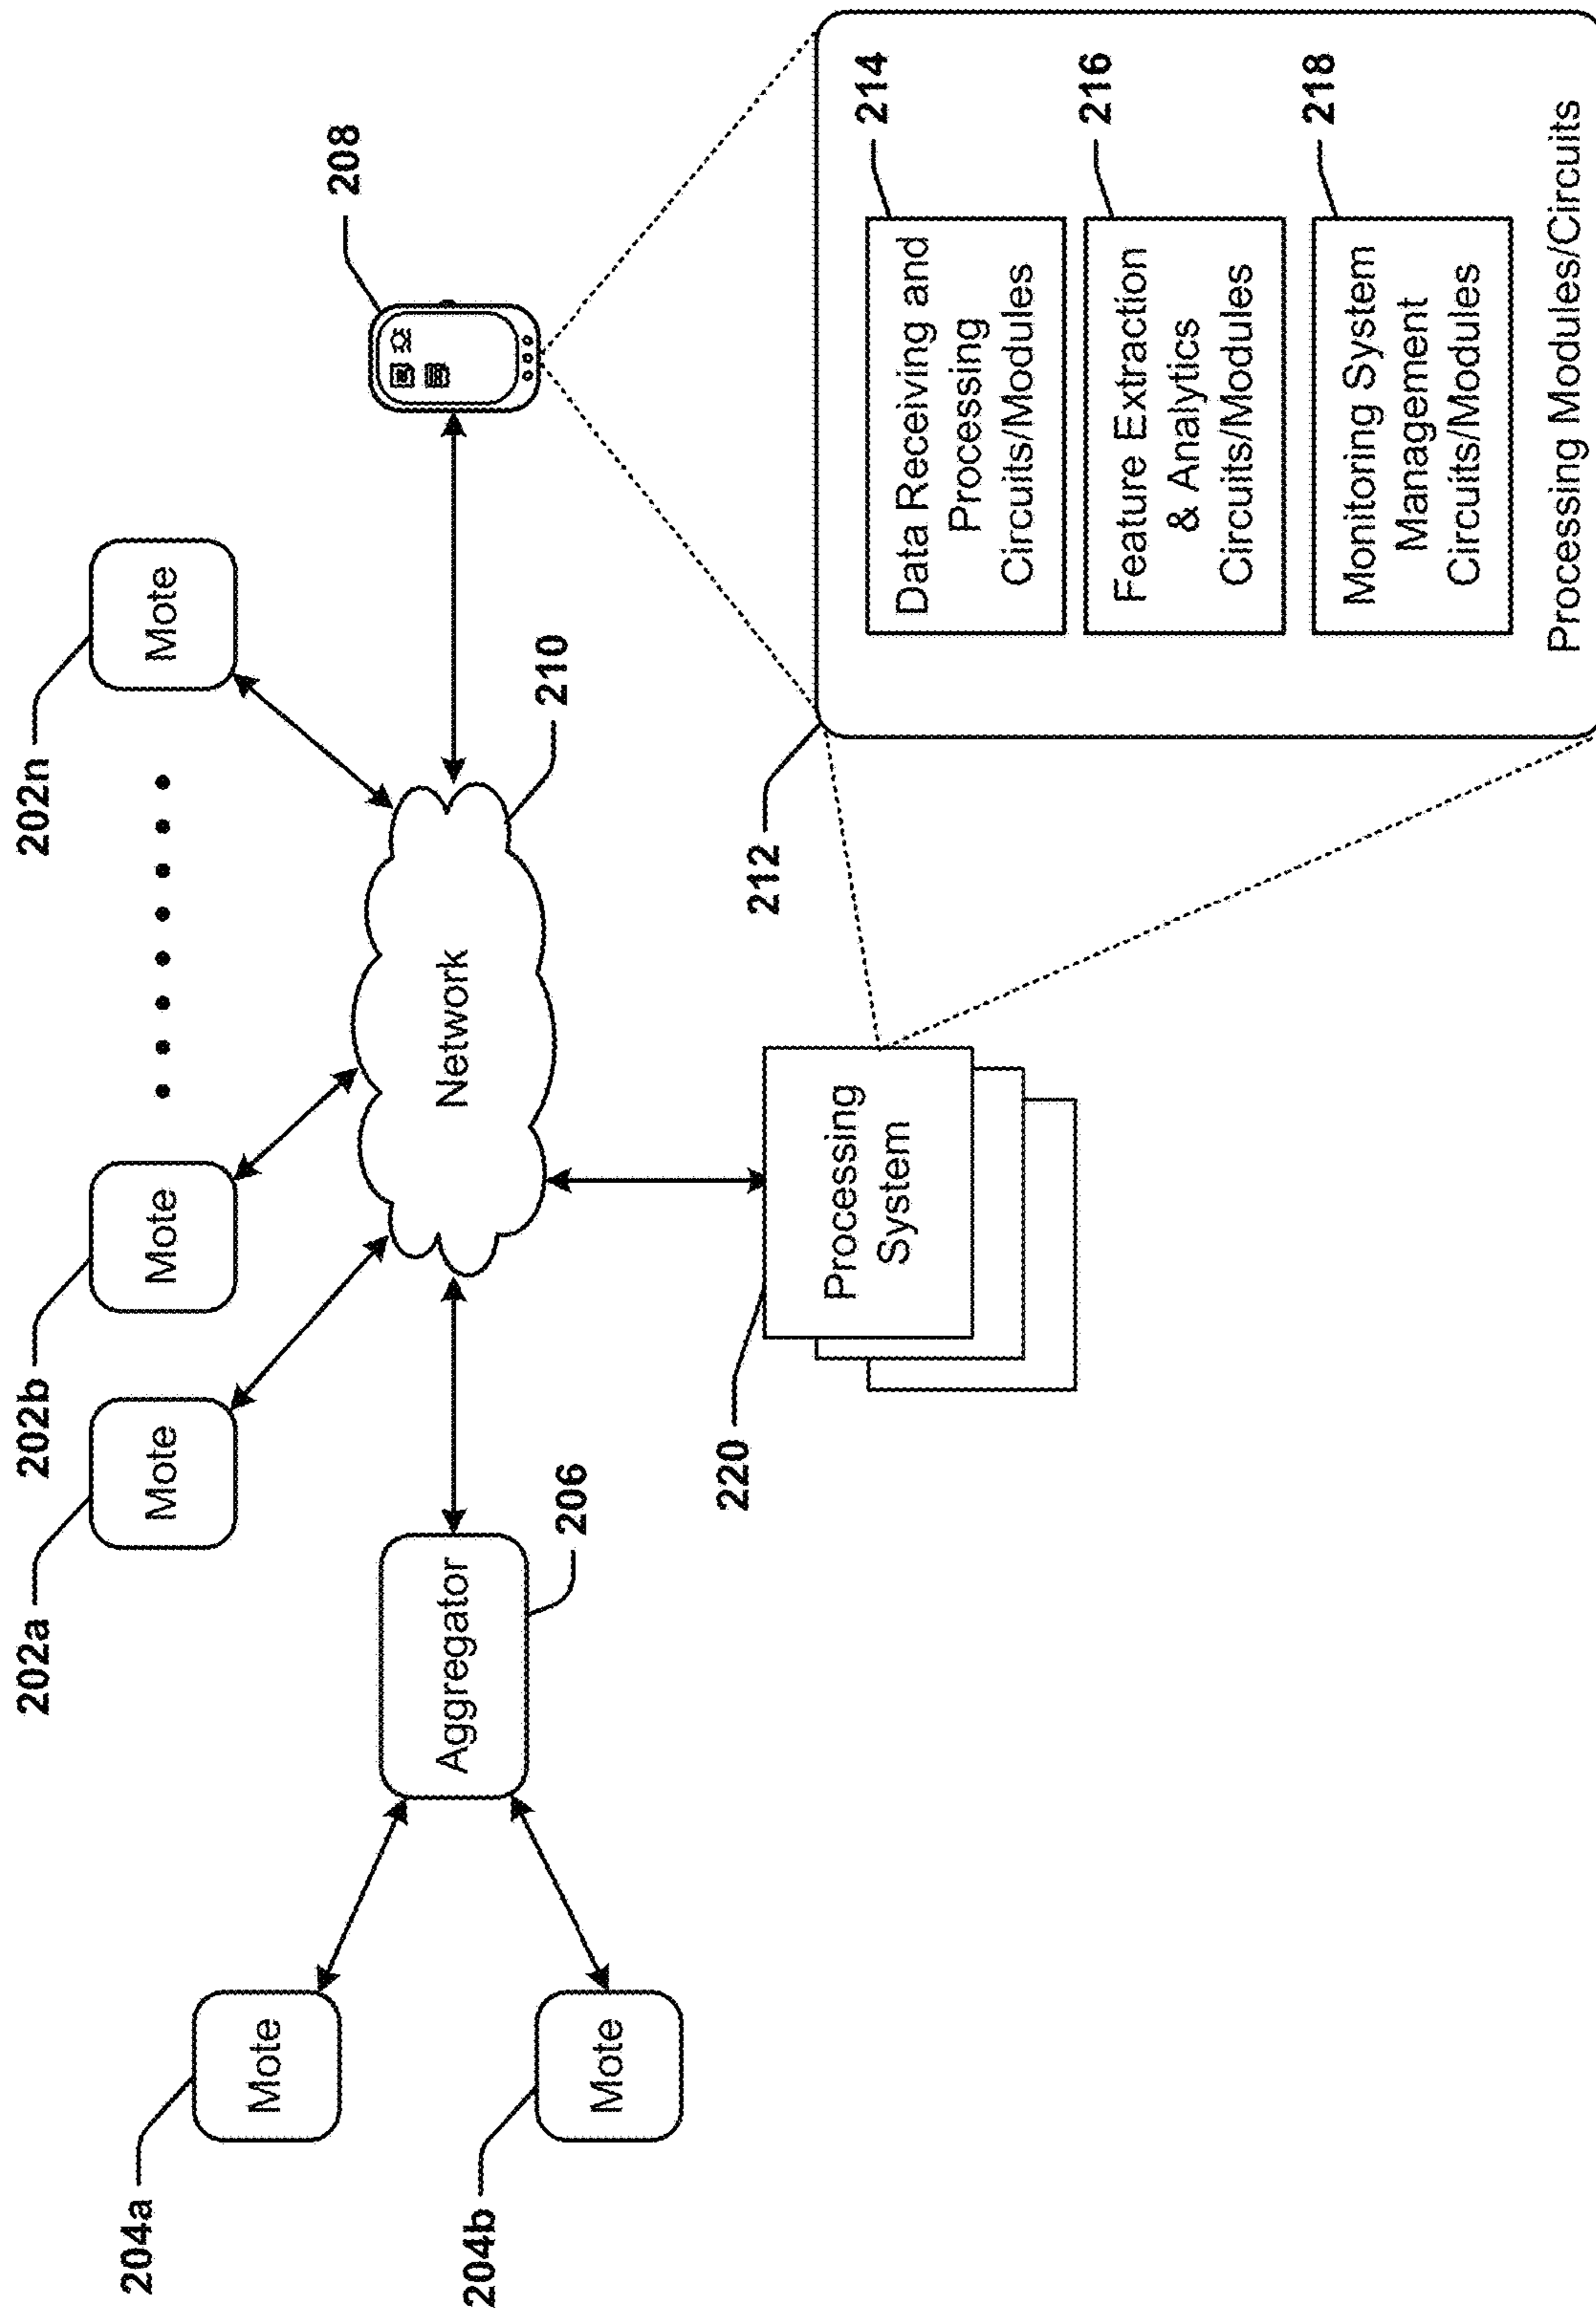 202a
202b
202n
Mote
Mote
Mote
208
204a
Mote
Aggregator
Network
210
206
204b
Mote
220
Processing
System
212
214
Data Receiving and
Processing
Circuits/Modules
216
Feature Extraction
& Analytics
Circuits/Modules
218
Monitoring System
Management
Circuits/Modules
Processing Modules/Circuits